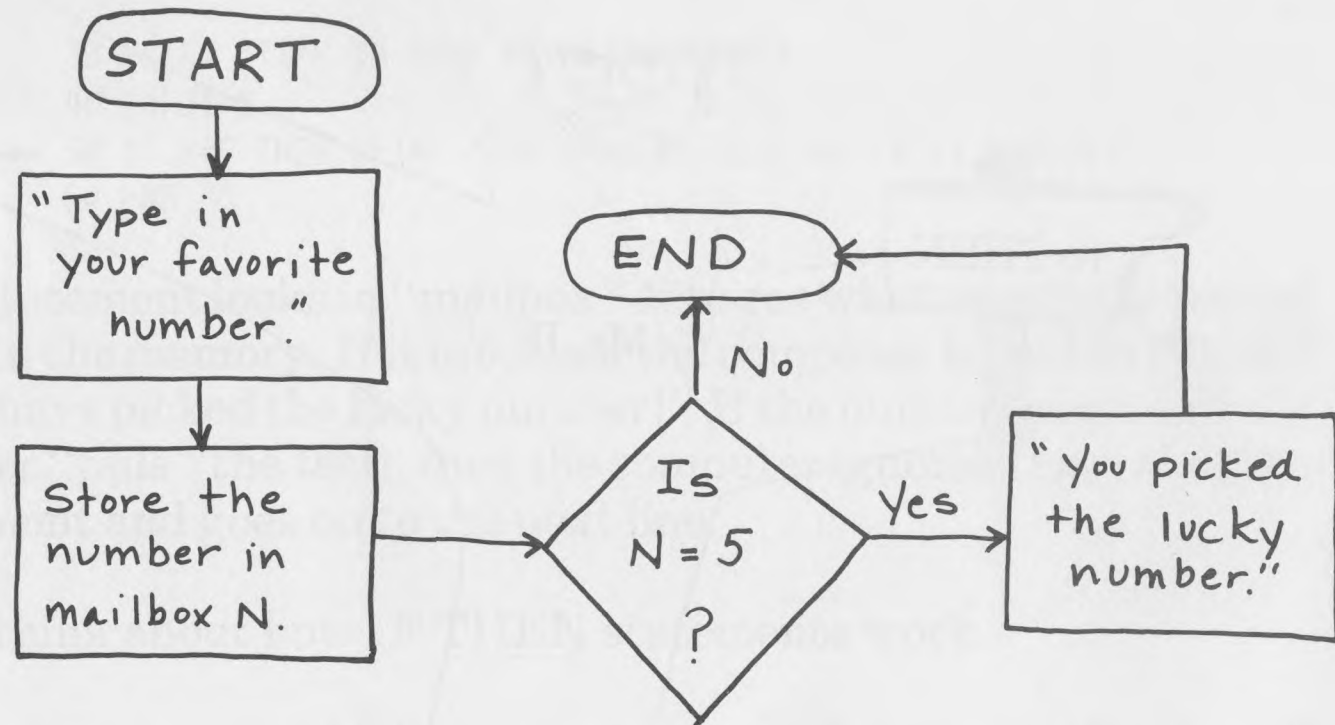 START
"Type in
your favorite
number."
Store the
number in
mailbox N.
Is
N = 5
?
No
END
Yes
"You picked
the lucky
number."